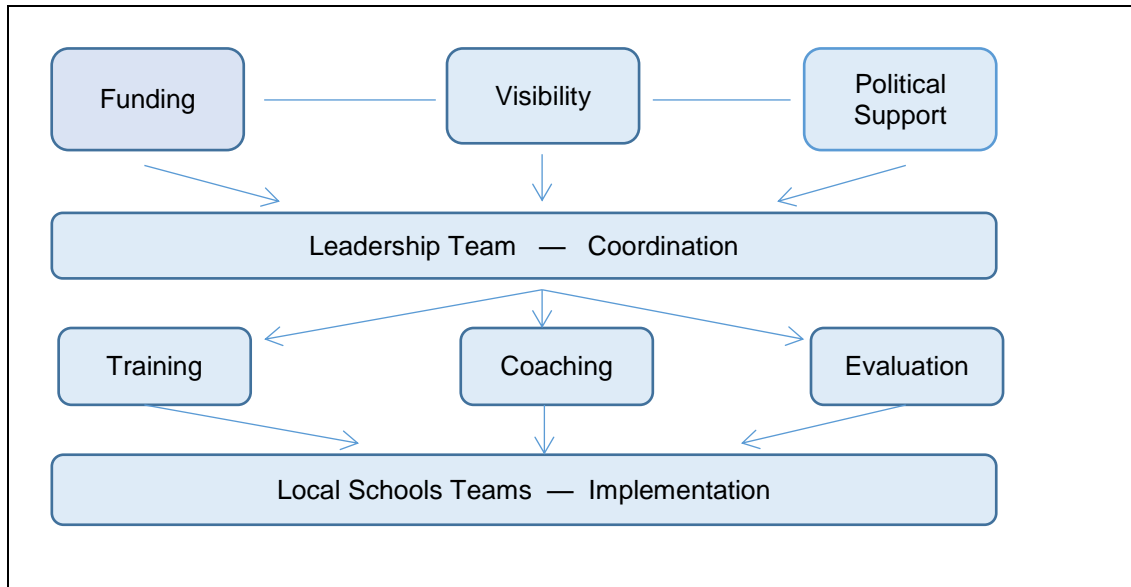 Funding
Visibility
Political
Support
Leadership Team — Coordination
Training
Coaching
Evaluation
Local Schools Teams — Implementation